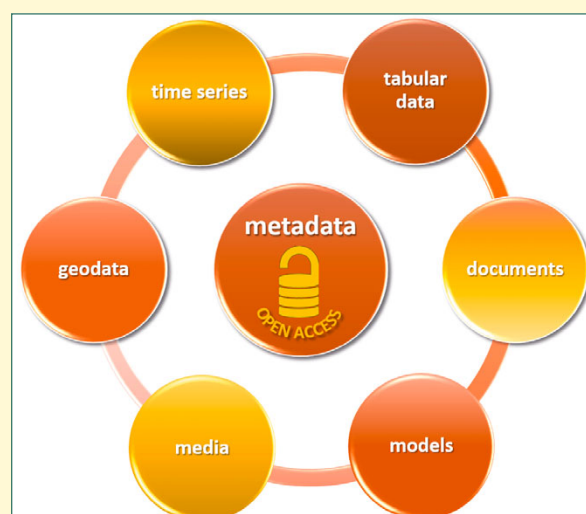 time series
tabular
data
metadata
OPEN ACCESS
geodata
documents
media
models